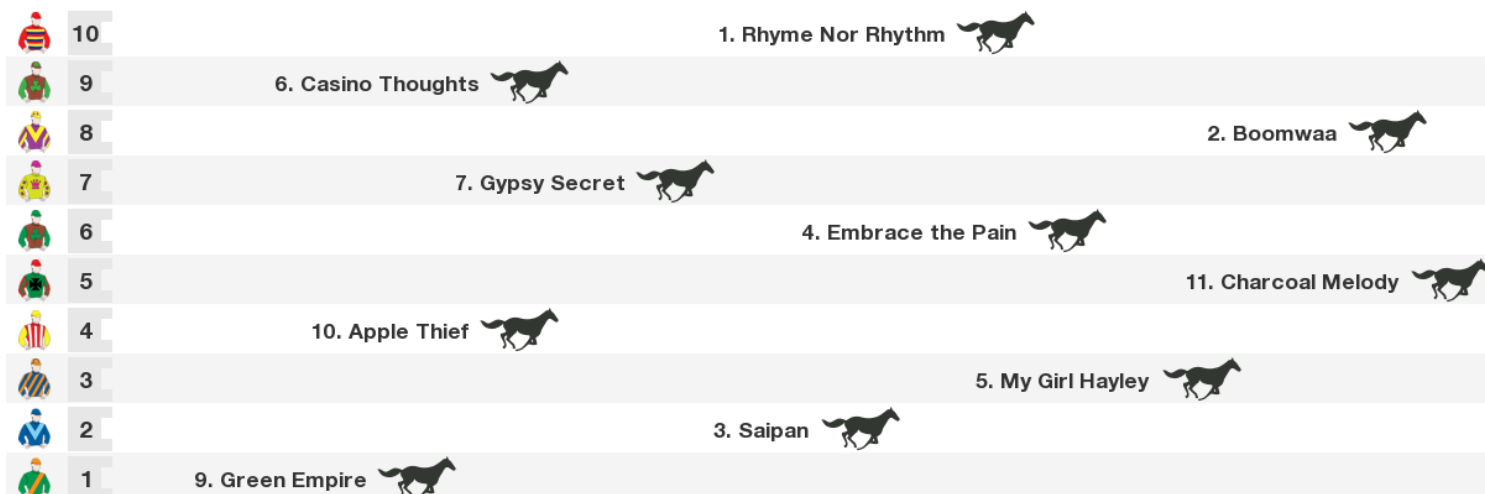 10 1. Rhyme Nor Rhythm
9 6. Casino Thoughts
8 2. Boomwaa
7 7. Gypsy Secret
6 4. Embrace the Pain
5 11. Charcoal Melody
4 10. Apple Thief
3 5. My Girl Hayley
2 3. Saipan
1 9. Green Empire